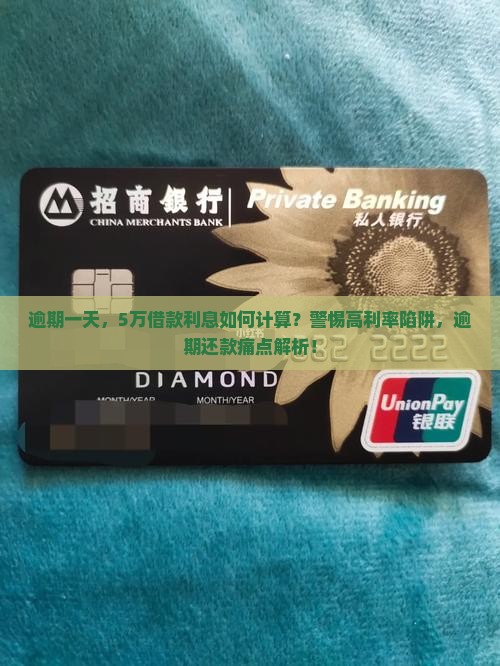 招商銀行 Private Banking
CHINA MERCHANTS BANK 私人银行
逾期一天，5万借款利息如何计算？警惕高利率陷阱，逾
期还款痛点解析！
2222
DIAMOND
MONTH/YEAR MONTH/YEAR
UnionPay
银联